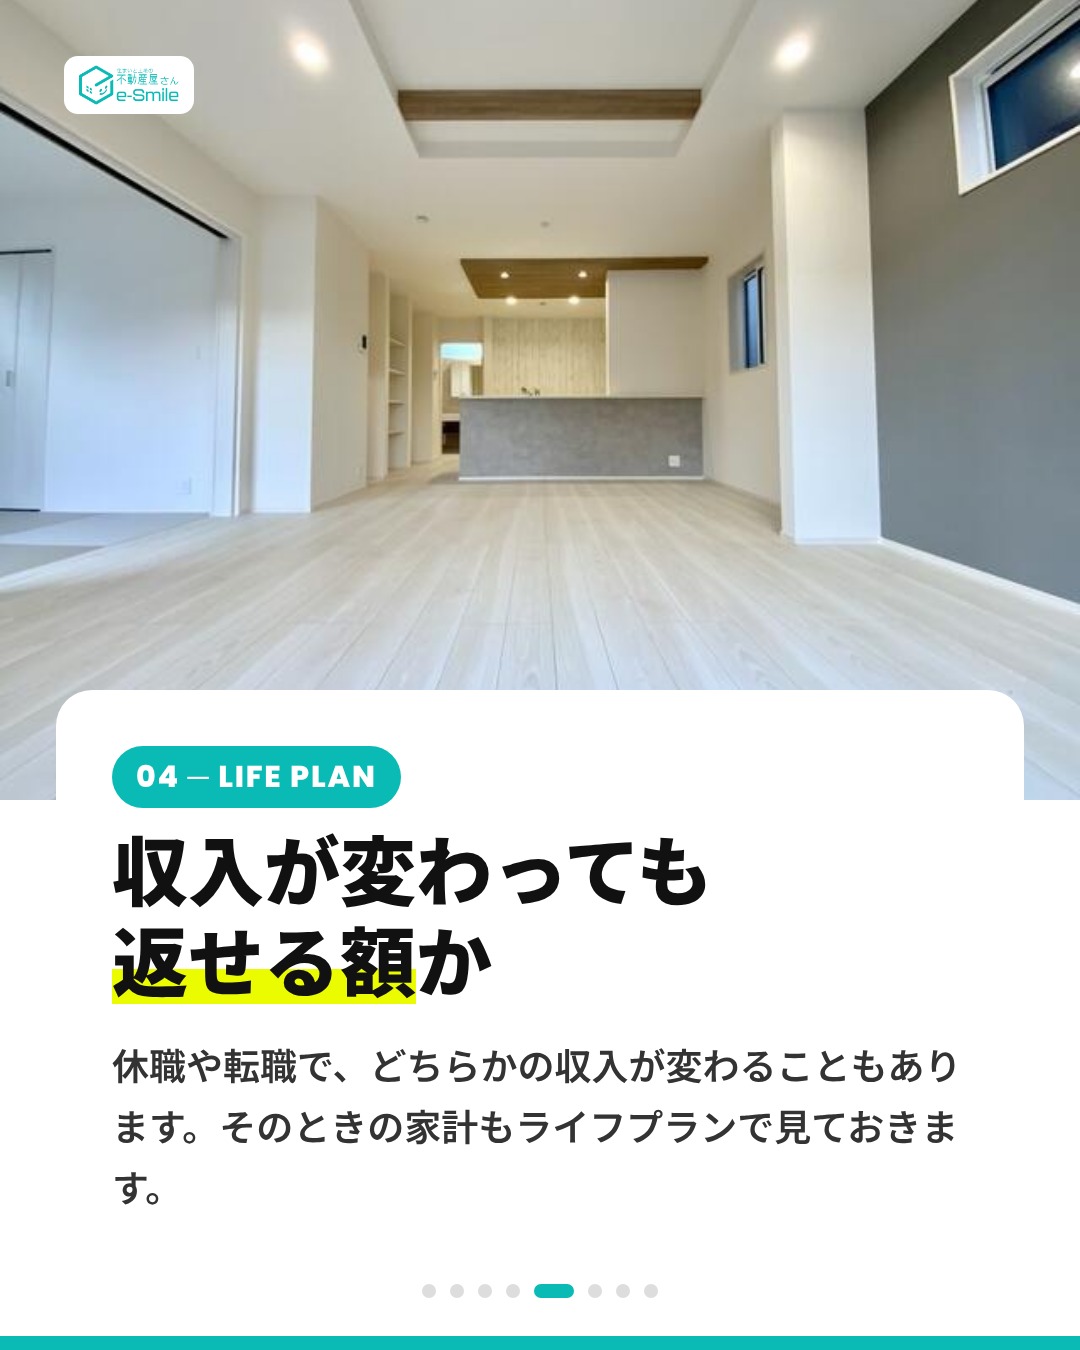 不動産屋さん
e-Smile
04 — LIFE PLAN
収入が変わっても
返せる額か
休職や転職で、どちらかの収入が変わることもあり
ます。そのときの家計もライフプランで見ておきま
す。